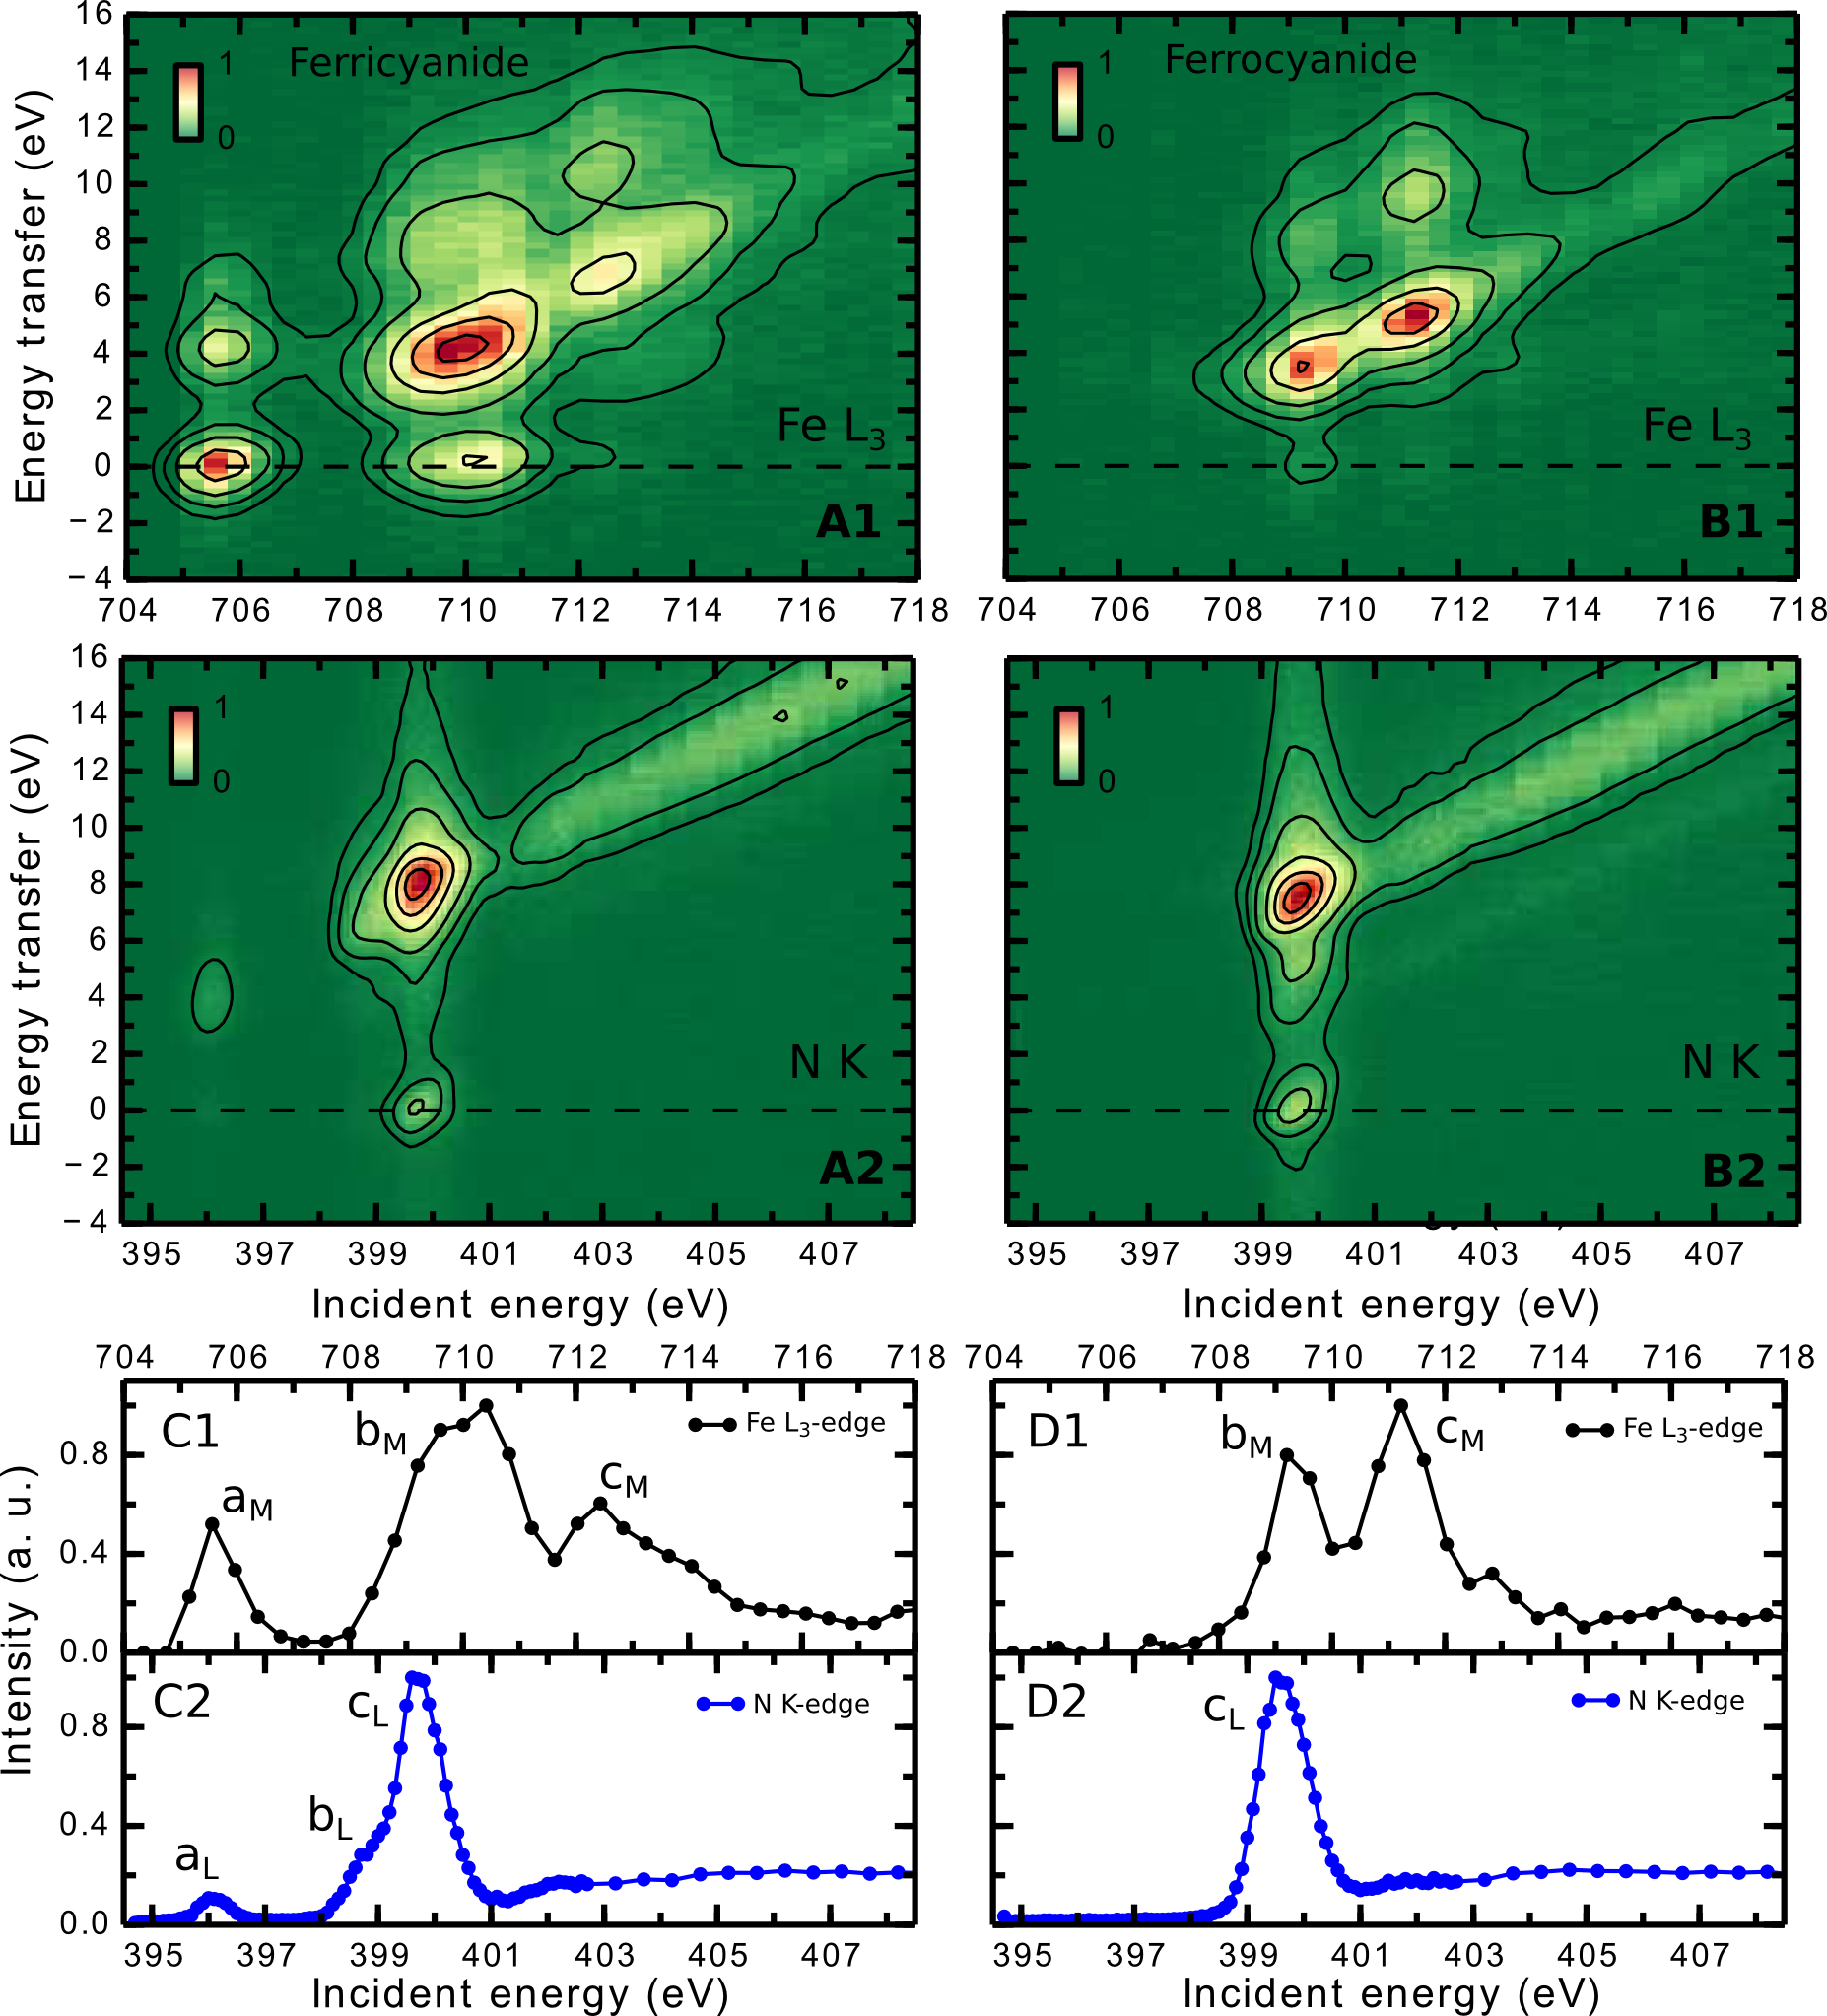 Ferricyanide
1
0
Energy transfer (eV)
16
14
12
10
8
6
4
2
0
−2
−4
Fe L3
A1
704 706 708 710 712 714 716 718
Ferrocyanide
1
0
Fe L3
B1
704 706 708 710 712 714 716 718
Energy transfer (eV)
16
14
12
10
8
6
4
2
0
−2
−4
1
0
N K
A2
395 397 399 401 403 405 407
Incident energy (eV)
1
0
N K
B2
395 397 399 401 403 405 407
Incident energy (eV)
704 706 708 710 712 714 716 718
Intensity (a. u.)
0.8
0.4
0.0
C1
aM
bM
cM
Fe L3-edge
704 706 708 710 712 714 716 718
D1
bM
cM
Fe L3-edge
0.8
0.4
0.0
C2
aL
bL
cL
N K-edge
395 397 399 401 403 405 407
Incident energy (eV)
D2
cL
N K-edge
395 397 399 401 403 405 407
Incident energy (eV)